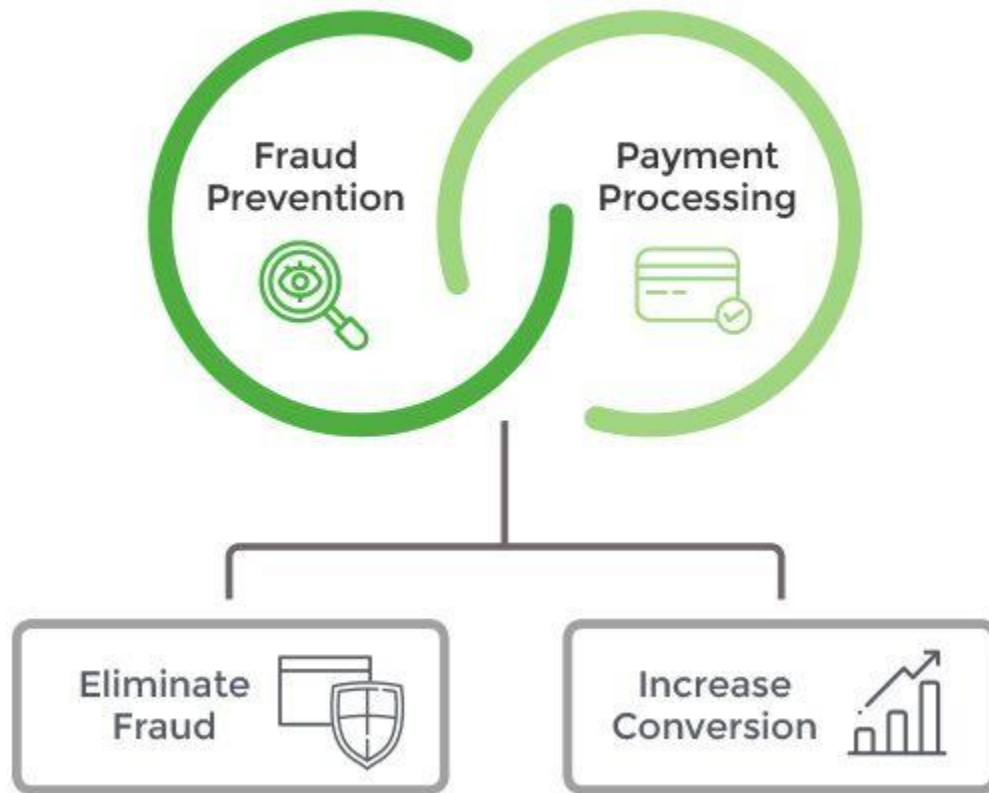 Fraud
Prevention
Payment
Processing
Eliminate
Fraud
Increase
Conversion